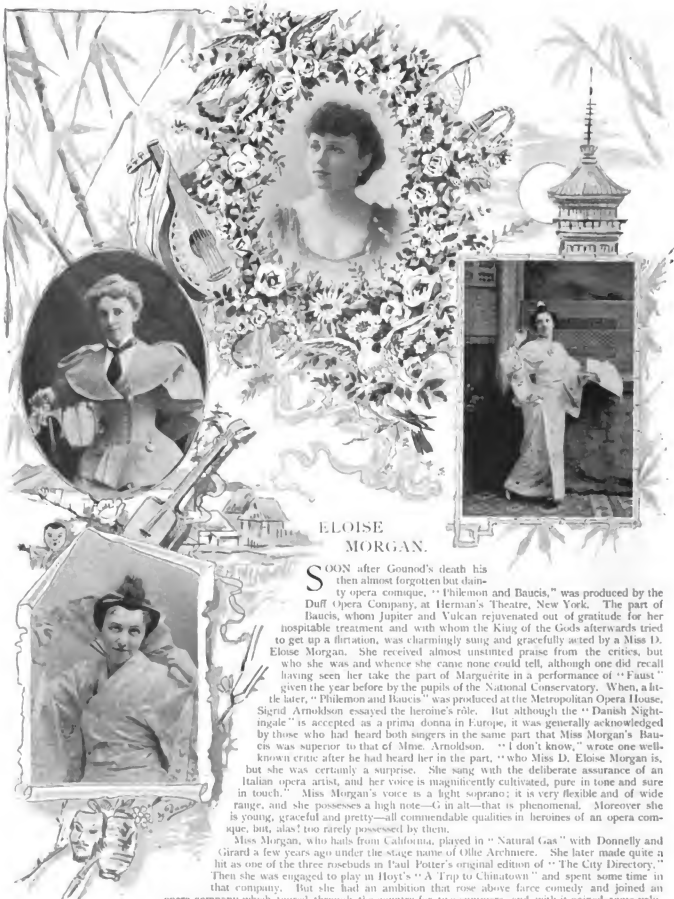 ELOISE
MORGAN.
SOON after Gounod's death his
then almost forgotten but dain-
ty opera comique, "Philemon and Baucis," was produced by the
Duff Opera Company, at Herman's Theatre, New York. The part of
Baucis, whom Jupiter and Vulcan rejuvenated out of gratitude for her
hospitable treatment and with whom the King of the Gods afterwards tried
to get up a flirtation, was charmingly sung and gracefully acted by a Miss D.
Eloise Morgan. She received almost unstinted praise from the critics, but
who she was and whence she came none could tell, although one did recall
having seen her take the part of Marguérite in a performance of "Faust"
given the year before by the pupils of the National Conservatory. When, a lit-
tle later, "Philemon and Baucis" was produced at the Metropolitan Opera House,
Sigrid Arnoldson essayed the heroine's rôle. But although the "Danish Night-
ingale" is accepted as a prima donna in Europe, it was generally acknowledged
by those who had heard both singers in the same part that Miss Morgan's Bau-
cis was superior to that of Mme. Arnoldson. "I don't know," wrote one well-
known critic after he had heard her in the part, "who Miss D. Eloise Morgan is,
but she was certainly a surprise. She sang with the deliberate assurance of an
Italian opera artist, and her voice is magnificently cultivated, pure in tone and sure
in touch." Miss Morgan's voice is a light soprano; it is very flexible and of wide
range, and she possesses a high note—G in alt—that is phenomenal. Moreover she
is young, graceful and pretty—all commendable qualities in heroines of an opera com-
ique, but, alas! too rarely possessed by them.
Miss Morgan, who hails from California, played in "Natural Gas" with Donnelly and
Girard a few years ago under the stage name of Ollie Archmere. She later made quite a
hit as one of the three rosebuds in Paul Potter's original edition of "The City Directory."
Then she was engaged to play in Hoyt's "A Trip to Chinatown" and spent some time in
that company. But she had an ambition that rose above farce comedy and joined an